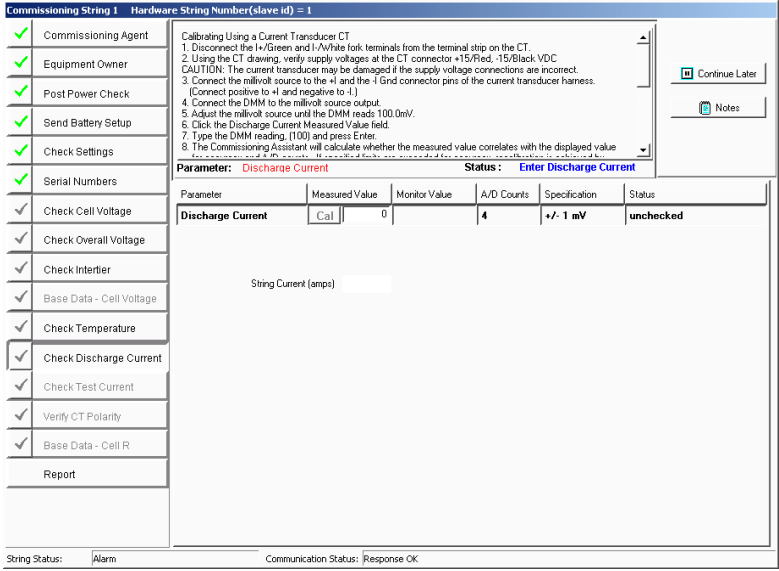 Commissioning String 1 Hardware String Number(slave id) = 1
Commissioning Agent
Equipment Owner
Post Power Check
Send Battery Setup
Check Settings
Serial Numbers
Check Cell Voltage
Check Overall Voltage
Check Intertier
Base Data - Cell Voltage
Check Temperature
Check Discharge Current
Check Test Current
Verify CT Polarity
Base Data - Cell R
Report
Calibrating Using a Current Transducer CT
1. Disconnect the I+/Green and I-/White fork terminals from the terminal strip on the CT.
2. Using the CT drawing, verify supply voltages at the CT connector +15/Red, -15/Black VDC
CAUTION: The current transducer may be damaged if the supply voltage connections are incorrect.
3. Connect the millivolt source to the +I and the -I Gnd connector pins of the current transducer harness.
(Connect positive to +I and negative to -I.)
4. Connect the DMM to the millivolt source output.
5. Adjust the millivolt source until the DMM reads 100.0mV.
6. Click the Discharge Current Measured Value field.
7. Type the DMM reading, (100) and press Enter.
8. The Commissioning Assistant will calculate whether the measured value correlates with the displayed value
Continue Later
Notes
Parameter: Discharge Current Status : Enter Discharge Current
Parameter Measured Value Monitor Value A/D Counts Specification Status
Discharge Current Cal 0 4 +/- 1 mV unchecked
String Current (amps)
String Status: Alarm Communication Status: Response OK